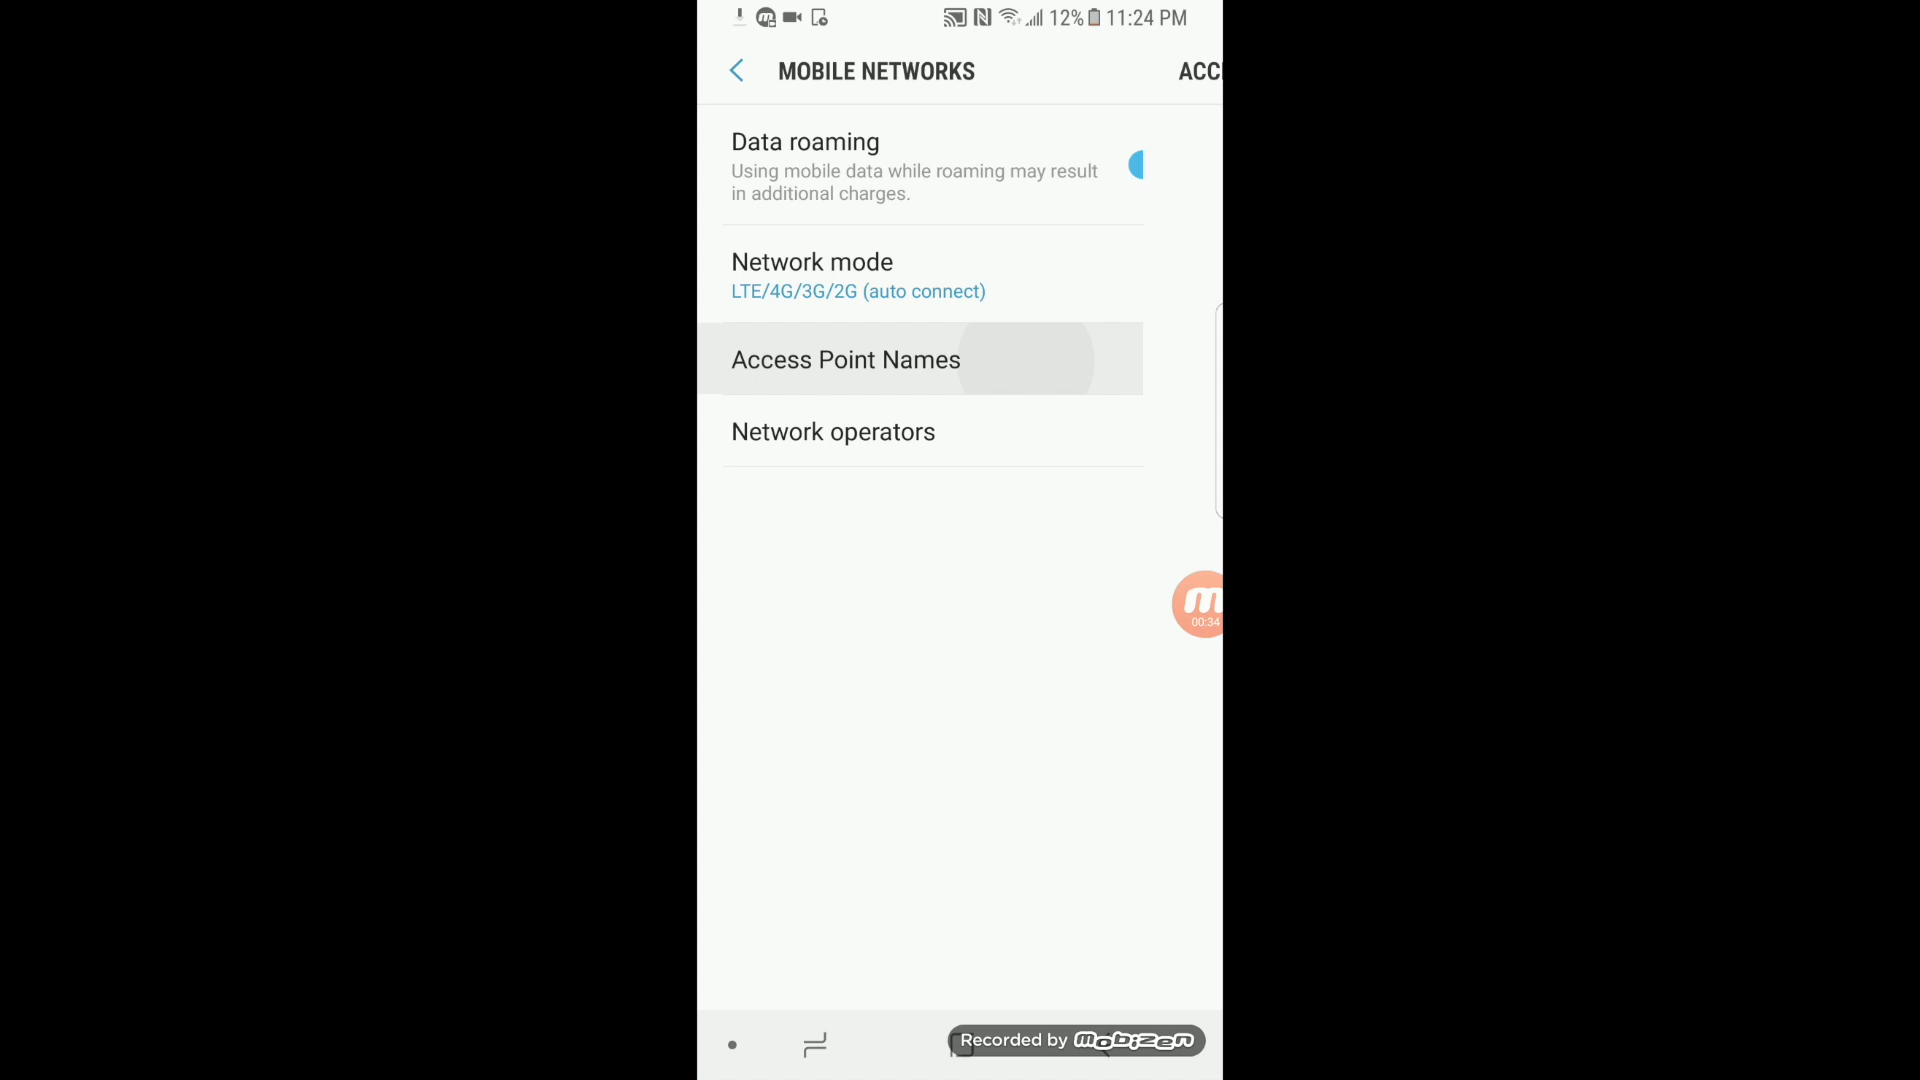 12% 11:24 PM
MOBILE NETWORKS
ACC
Data roaming
Using mobile data while roaming may result
in additional charges.
Network mode
LTE/4G/3G/2G (auto connect)
Access Point Names
Network operators
m
00:34
Recorded by mobizen